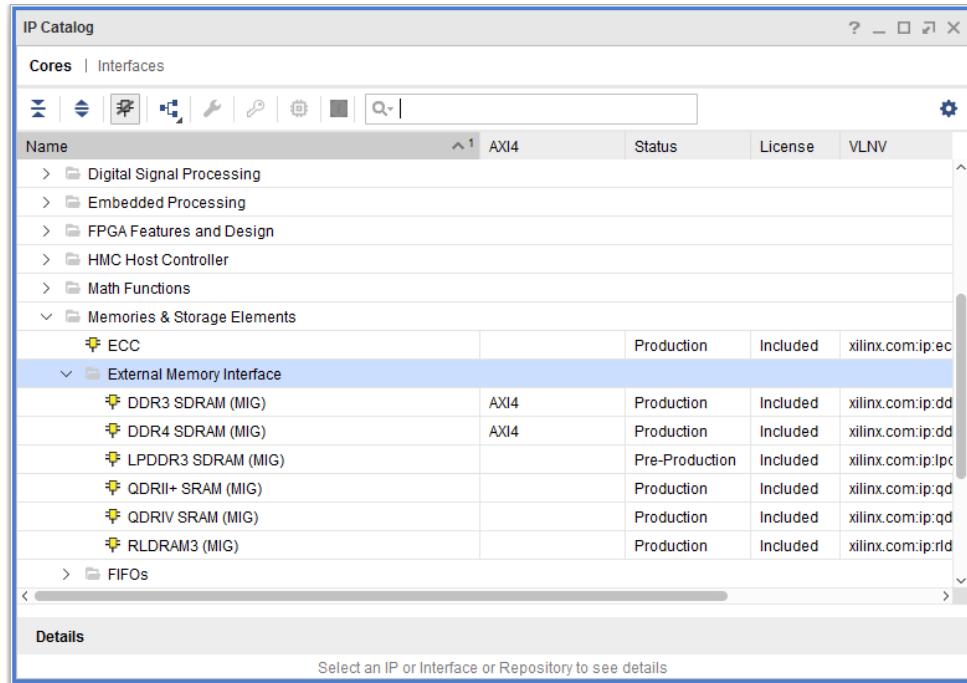 IP Catalog
Cores | Interfaces
Name 1 AXI4 Status License VLNV
Digital Signal Processing
Embedded Processing
FPGA Features and Design
HMC Host Controller
Math Functions
Memories & Storage Elements
ECC Production Included xilinx.com:ip:ec
External Memory Interface
DDR3 SDRAM (MIG) AXI4 Production Included xilinx.com:ip:dd
DDR4 SDRAM (MIG) AXI4 Production Included xilinx.com:ip:dd
LPDDR3 SDRAM (MIG) Pre-Production Included xilinx.com:ip:lpd
QDRII+ SRAM (MIG) Production Included xilinx.com:ip:qd
QDRIV SRAM (MIG) Production Included xilinx.com:ip:qd
RLDRAM3 (MIG) Production Included xilinx.com:ip:rld
FIFOs
Details
Select an IP or Interface or Repository to see details